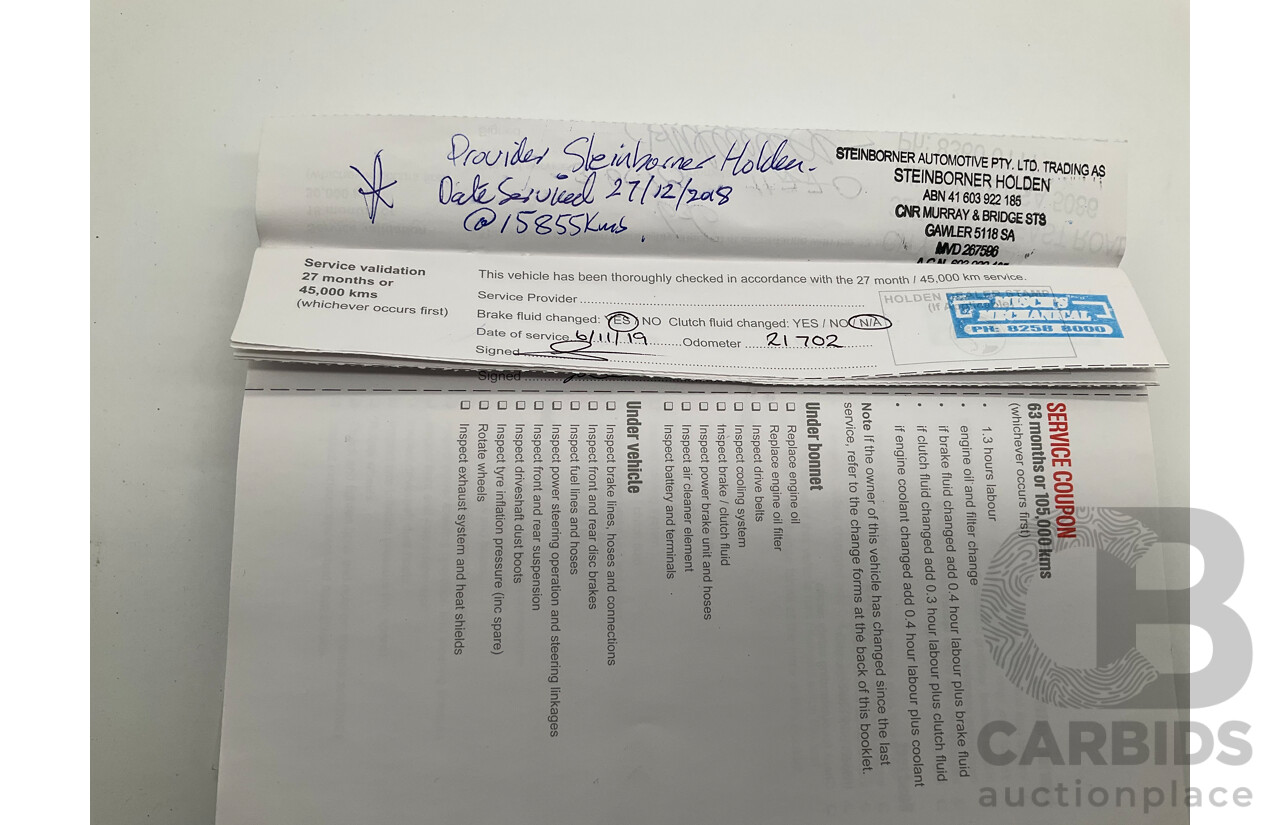 Provider Steinborner Holden.
Date Serviced 27/12/2018
@ 15855 Kms.
STEINBORNER AUTOMOTIVE PTY. LTD. TRADING AS
STEINBORNER HOLDEN
ABN 41 603 922 185
CNR MURRAY & BRIDGE STS
GAWLER 5118 SA
MVD 267596
Service validation
27 months or
45,000 kms
(whichever occurs first)
This vehicle has been thoroughly checked in accordance with the 27 month / 45,000 km service.
Service Provider
Brake fluid changed: YES / NO Clutch fluid changed: YES / NO / N/A
Date of service 6/11/19 Odometer 21 702
Signed
HOLDEN DEALER STAMP
MECHANICAL
PH: 8258 8000
Signed
SERVICE COUPON
63 months or 105,000 kms
(whichever occurs first)
• 1.3 hours labour
• engine oil and filter change
• if brake fluid changed add 0.4 hour labour plus brake fluid
• if clutch fluid changed add 0.3 hour labour plus clutch fluid
• if engine coolant changed add 0.4 hour labour plus coolant
Note If the owner of this vehicle has changed since the last
service, refer to the change forms at the back of this booklet.
Under bonnet
❑ Replace engine oil
❑ Replace engine oil filter
❑ Inspect drive belts
❑ Inspect cooling system
❑ Inspect brake / clutch fluid
❑ Inspect power brake unit and hoses
❑ Inspect air cleaner element
❑ Inspect battery and terminals
Under vehicle
❑ Inspect brake lines, hoses and connections
❑ Inspect front and rear disc brakes
❑ Inspect fuel lines and hoses
❑ Inspect power steering operation and steering linkages
❑ Inspect front and rear suspension
❑ Inspect driveshaft dust boots
❑ Inspect tyre inflation pressure (inc spare)
❑ Rotate wheels
❑ Inspect exhaust system and heat shields
CARBIDS
auctionplace